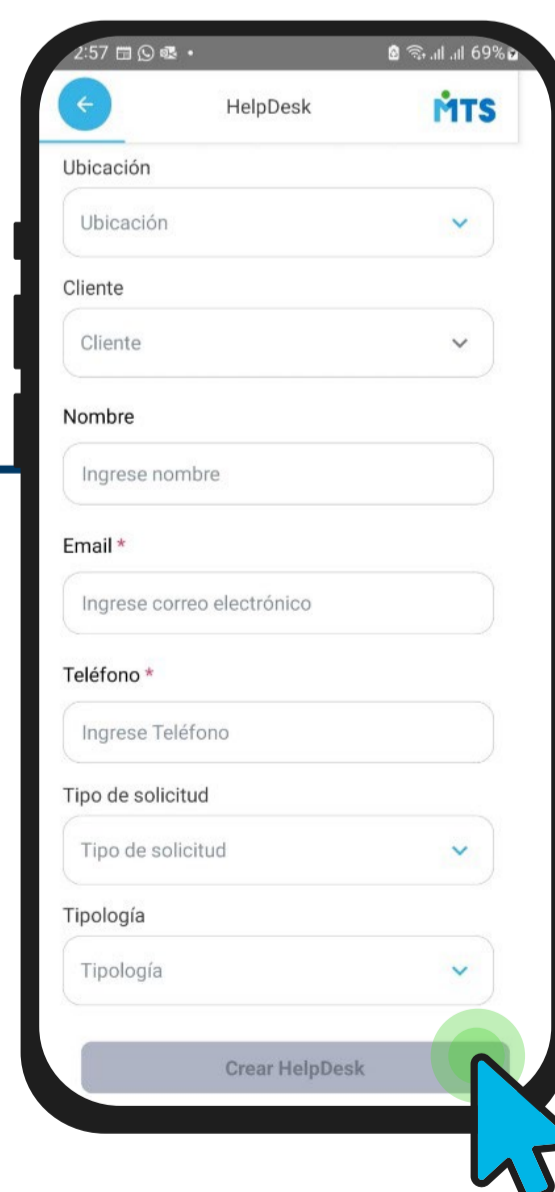 2:57 69%
HelpDesk MTS
Ubicación
Ubicación
Cliente
Cliente
Nombre
Ingrese nombre
Email *
Ingrese correo electrónico
Teléfono *
Ingrese Teléfono
Tipo de solicitud
Tipo de solicitud
Tipología
Tipología
Crear HelpDesk